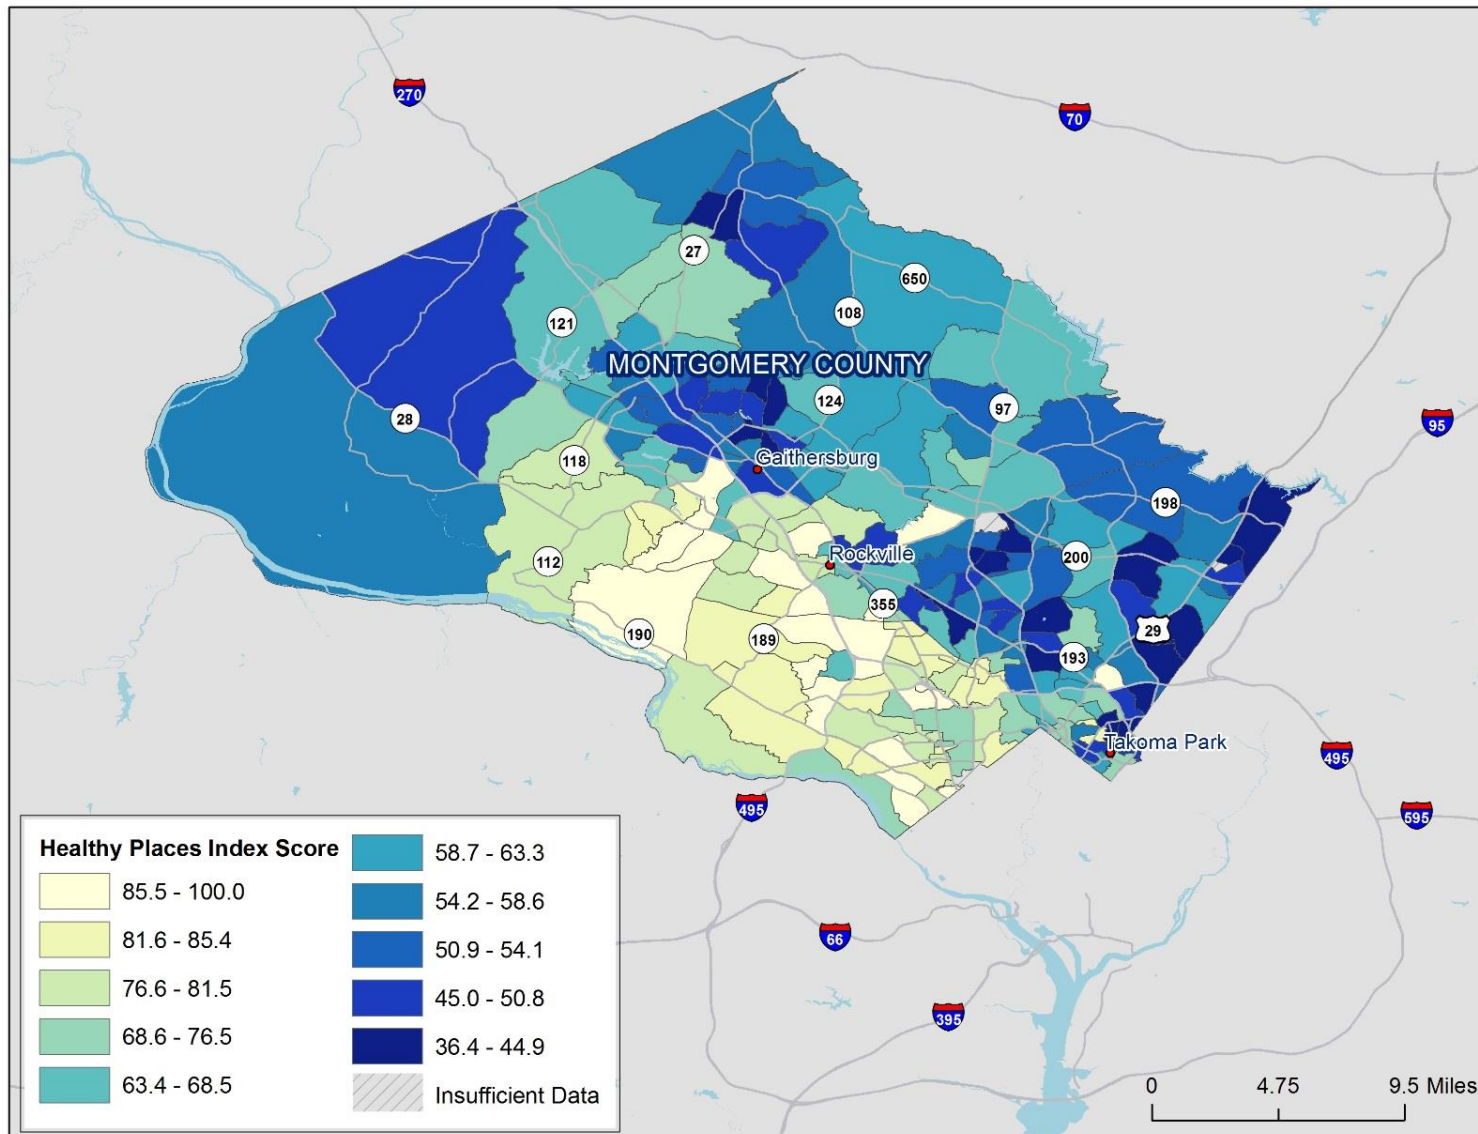 270
70
27
650
121
108
MONTGOMERY COUNTY
28
124
97
95
118
Gaithersburg
198
112
Rockville
200
355
190
189
29
193
Takoma Park
495
495
595
66
395
Healthy Places Index Score
85.5 - 100.0
81.6 - 85.4
76.6 - 81.5
68.6 - 76.5
63.4 - 68.5
58.7 - 63.3
54.2 - 58.6
50.9 - 54.1
45.0 - 50.8
36.4 - 44.9
Insufficient Data
0 4.75 9.5 Miles